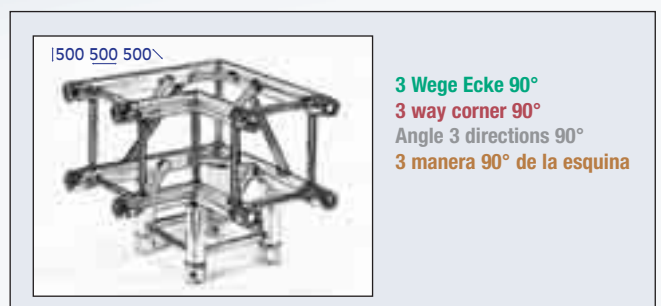 |500 500 500\
3 Wege Ecke 90°
3 way corner 90°
Angle 3 directions 90°
3 manera 90° de la esquina